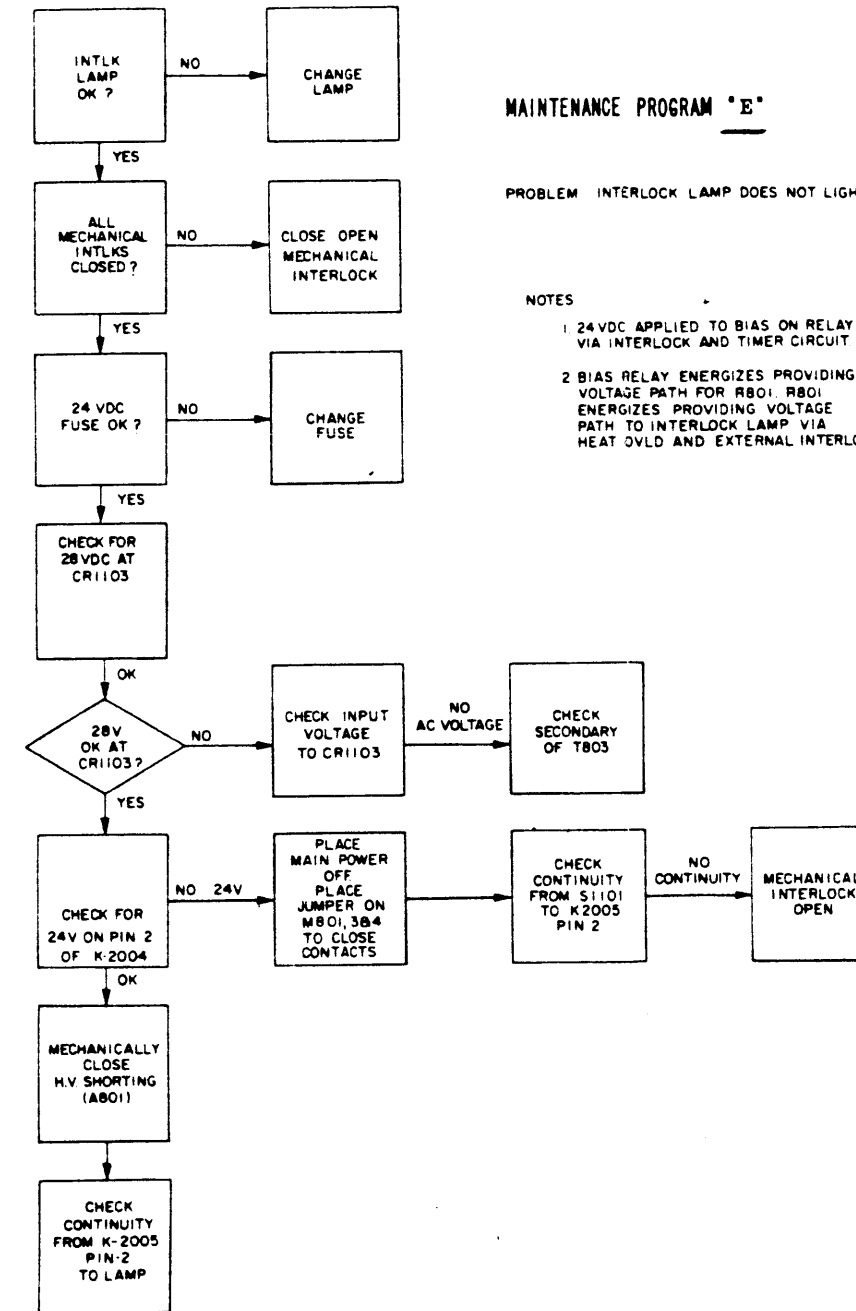 MAINTENANCE PROGRAM "E"
PROBLEM INTERLOCK LAMP DOES NOT LIGH
NOTES
1. 24 VDC APPLIED TO BIAS ON RELAY
VIA INTERLOCK AND TIMER CIRCUIT
2 BIAS RELAY ENERGIZES PROVIDING
VOLTAGE PATH FOR R801. R801
ENERGIZES PROVIDING VOLTAGE
PATH TO INTERLOCK LAMP VIA
HEAT OVLD AND EXTERNAL INTERLO
INTLK
LAMP
OK ?
NO
CHANGE
LAMP
YES
ALL
MECHANICAL
INTLKS
CLOSED?
NO
CLOSE OPEN
MECHANICAL
INTERLOCK
YES
24 VDC
FUSE OK ?
NO
CHANGE
FUSE
YES
CHECK FOR
28VDC AT
CR1103
OK
28V
OK AT
CR1103?
NO
CHECK INPUT
VOLTAGE
TO CR1103
NO
AC VOLTAGE
CHECK
SECONDARY
OF T803
YES
CHECK FOR
24V ON PIN 2
OF K-2004
NO 24V
PLACE
MAIN POWER
OFF
PLACE
JUMPER ON
M801, 3&4
TO CLOSE
CONTACTS
CHECK
CONTINUITY
FROM S1101
TO K2005
PIN 2
NO
CONTINUITY
MECHANICAL
INTERLOCK
OPEN
OK
MECHANICALLY
CLOSE
H.V. SHORTING
(A801)
CHECK
CONTINUITY
FROM K-2005
PIN-2
TO LAMP